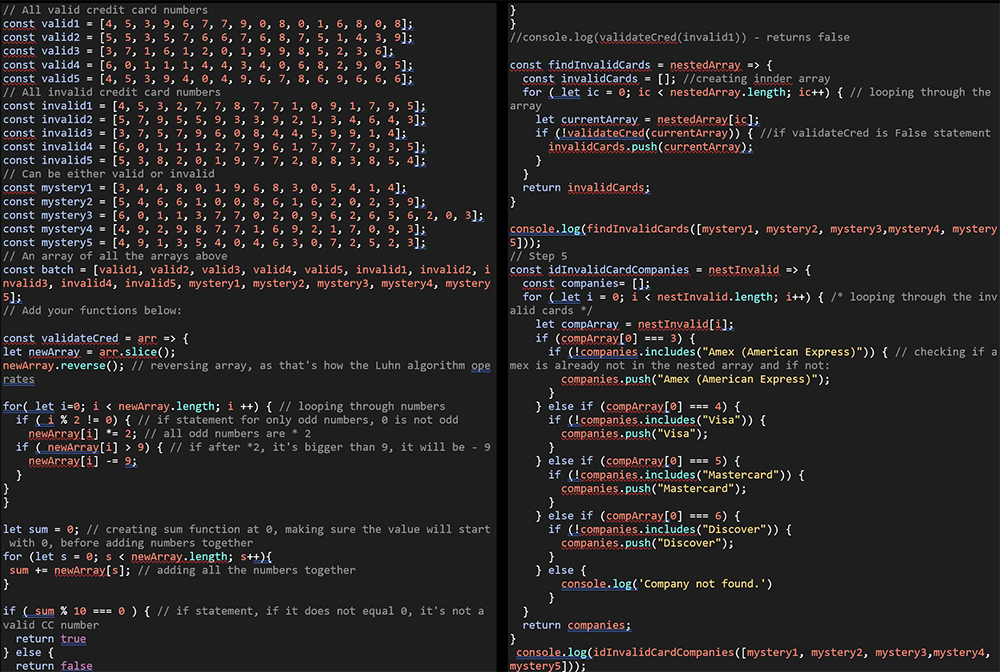 // All valid credit card numbers
const valid1 = [4, 5, 3, 9, 6, 7, 7, 9, 0, 8, 0, 1, 6, 8, 0, 8];
const valid2 = [5, 5, 3, 5, 7, 6, 6, 7, 6, 8, 7, 5, 1, 4, 3, 9];
const valid3 = [3, 7, 1, 6, 1, 2, 0, 1, 9, 9, 8, 5, 2, 3, 6];
const valid4 = [6, 0, 1, 1, 1, 4, 4, 3, 4, 0, 6, 8, 2, 9, 0, 5];
const valid5 = [4, 5, 3, 9, 4, 0, 4, 9, 6, 7, 8, 6, 9, 6, 6, 6];
// All invalid credit card numbers
const invalid1 = [4, 5, 3, 2, 7, 7, 8, 7, 7, 1, 0, 9, 1, 7, 9, 5];
const invalid2 = [5, 7, 9, 5, 5, 9, 3, 3, 9, 2, 1, 3, 4, 6, 4, 3];
const invalid3 = [3, 7, 5, 7, 9, 6, 0, 8, 4, 4, 5, 9, 9, 1, 4];
const invalid4 = [6, 0, 1, 1, 1, 2, 7, 9, 6, 1, 7, 7, 7, 9, 3, 5];
const invalid5 = [5, 3, 8, 2, 0, 1, 9, 7, 7, 2, 8, 8, 3, 8, 5, 4];
// Can be either valid or invalid
const mystery1 = [3, 4, 4, 8, 0, 1, 9, 6, 8, 3, 0, 5, 4, 1, 4];
const mystery2 = [5, 4, 6, 6, 1, 0, 0, 8, 6, 1, 6, 2, 0, 2, 3, 9];
const mystery3 = [6, 0, 1, 1, 3, 7, 7, 0, 2, 0, 9, 6, 2, 6, 5, 6, 2, 0, 3];
const mystery4 = [4, 9, 2, 9, 8, 7, 7, 1, 6, 9, 2, 1, 7, 0, 9, 3];
const mystery5 = [4, 9, 1, 3, 5, 4, 0, 4, 6, 3, 0, 7, 2, 5, 2, 3];
// An array of all the arrays above
const batch = [valid1, valid2, valid3, valid4, valid5, invalid1, invalid2, i
nvalid3, invalid4, invalid5, mystery1, mystery2, mystery3, mystery4, mystery
5];
// Add your functions below:
const validateCred = arr => {
let newArray = arr.slice();
newArray.reverse(); // reversing array, as that's how the Luhn algorithm ope
rates
for( let i=0; i < newArray.length; i ++) { // looping through numbers
if ( i % 2 != 0) { // if statement for only odd numbers, 0 is not odd
newArray[i] *= 2; // all odd numbers are * 2
if ( newArray[i] > 9) { // if after *2, it's bigger than 9, it will be - 9
newArray[i] -= 9;
}
}
}
let sum = 0; // creating sum function at 0, making sure the value will start
with 0, before adding numbers together
for (let s = 0; s < newArray.length; s++){
sum += newArray[s]; // adding all the numbers together
}
if ( sum % 10 === 0 ) { // if statement, if it does not equal 0, it's not a
valid CC number
return true
} else {
return false
}
}
//console.log(validateCred(invalid1)) - returns false
const findInvalidCards = nestedArray => {
const invalidCards = []; //creating innder array
for ( let ic = 0; ic < nestedArray.length; ic++) { // looping through the
array
let currentArray = nestedArray[ic];
if (!validateCred(currentArray)) { //if validateCred is False statement
invalidCards.push(currentArray);
}
}
return invalidCards;
}
console.log(findInvalidCards([mystery1, mystery2, mystery3,mystery4, mystery
5]));
// Step 5
const idInvalidCardCompanies = nestInvalid => {
const companies= [];
for ( let i = 0; i < nestInvalid.length; i++) { /* looping through the inv
alid cards */
let compArray = nestInvalid[i];
if (compArray[0] === 3) {
if (!companies.includes("Amex (American Express)")) { // checking if a
mex is already not in the nested array and if not:
companies.push("Amex (American Express)");
}
} else if (compArray[0] === 4) {
if (!companies.includes("Visa")) {
companies.push("Visa");
}
} else if (compArray[0] === 5) {
if (!companies.includes("Mastercard")) {
companies.push("Mastercard");
}
} else if (compArray[0] === 6) {
if (!companies.includes("Discover")) {
companies.push("Discover");
}
} else {
console.log('Company not found.')
}
}
return companies;
}
console.log(idInvalidCardCompanies([mystery1, mystery2, mystery3,mystery4,
mystery5]));